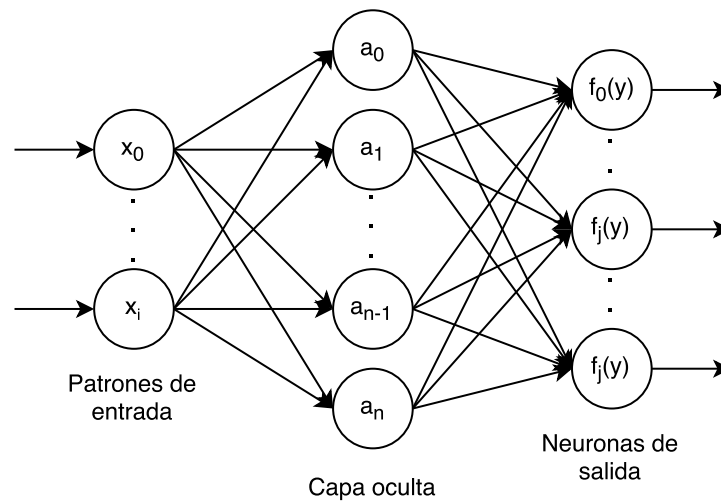 x₀
xᵢ
Patrones de
entrada
a₀
a₁
aₙ₋₁
aₙ
Capa oculta
f₀(y)
fⱼ(y)
fⱼ(y)
Neuronas de
salida